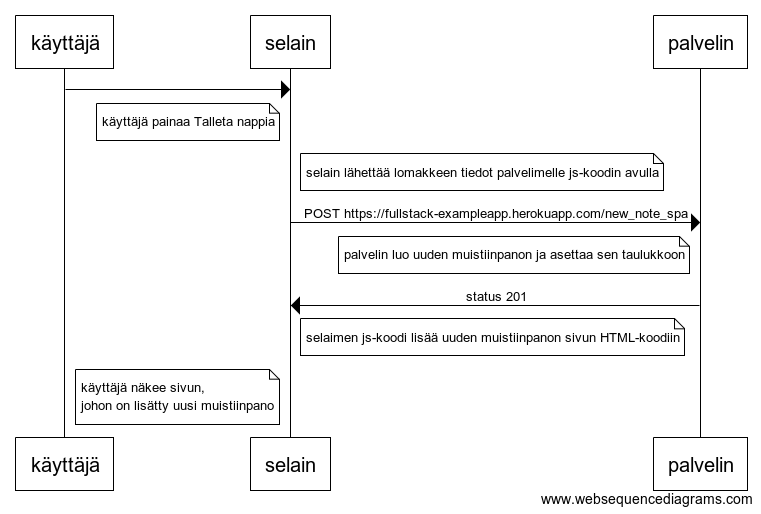 käyttäjä
selain
palvelin
käyttäjä painaa Talleta nappia
selain lähettää lomakkeen tiedot palvelimelle js-koodin avulla
POST https://fullstack-exampleapp.herokuapp.com/new_note_spa
palvelin luo uuden muistiinpanon ja asettaa sen taulukkoon
status 201
selaimen js-koodi lisää uuden muistiinpanon sivun HTML-koodiin
käyttäjä näkee sivun,
johon on lisätty uusi muistiinpano
käyttäjä
selain
palvelin
www.websequencediagrams.com